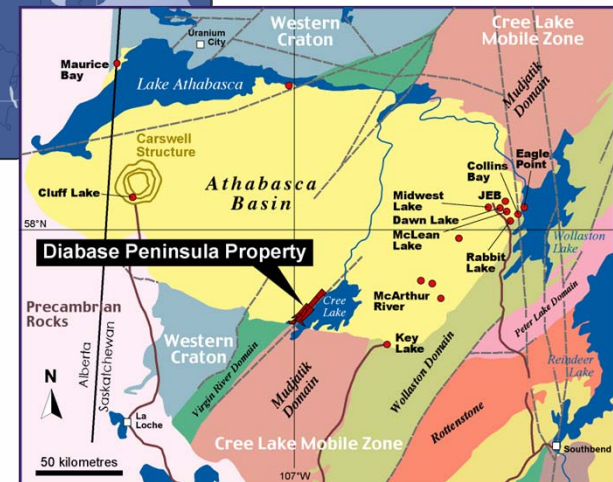 Uranium
City
Western
Craton
Cree Lake
Mobile Zone
Maurice
Bay
Lake Athabasca
Mudjatik
Domain
Carswell
Structure
Collins
Bay
Eagle
Point
Cluff Lake
Athabasca
Basin
Midwest
Lake
JEB
Dawn Lake
McLean
Lake
58°N
Rabbit
Lake
Wollaston
Lake
Diabase Peninsula Property
Cree
Lake
McArthur
River
Peter Lake Domain
Precambrian
Rocks
Western
Craton
Key
Lake
Reindeer
Lake
Alberta
Saskatchewan
Virgin River Domain
Mudjatik
Domain
Wollaston Domain
N
La
Loche
Rottenstone
Cree Lake Mobile Zone
Southbend
50 kilometres
107°W